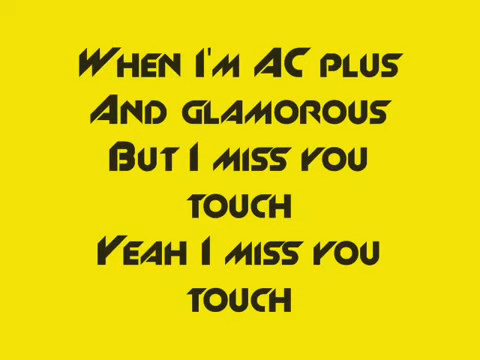 When I'm AC plus
And glamorous
But I miss you
touch
Yeah I miss you
touch